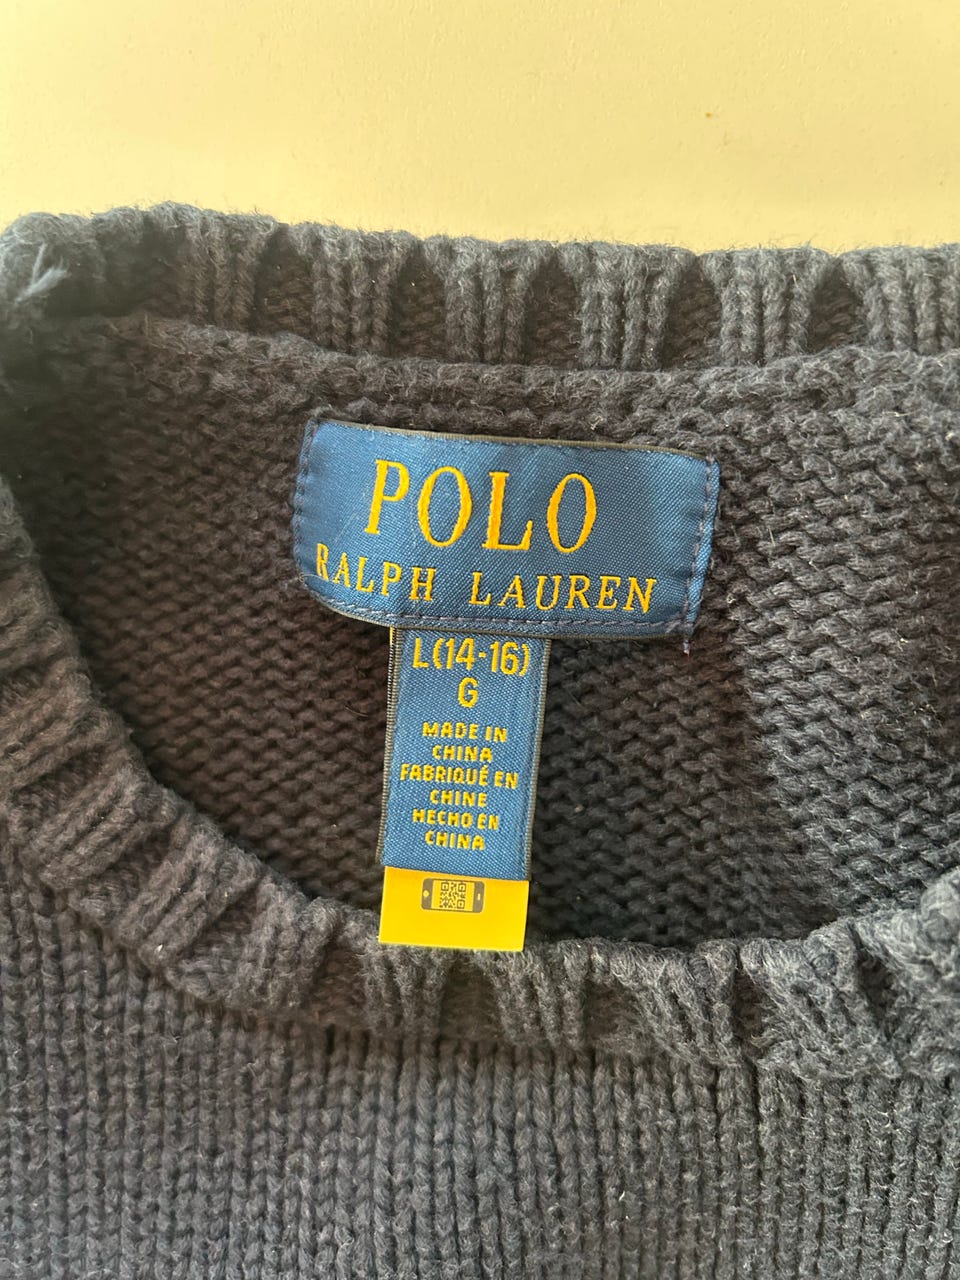 POLO
RALPH LAUREN
L(14-16)
G
MADE IN
CHINA
FABRIQUÉ EN
CHINE
HECHO EN
CHINA